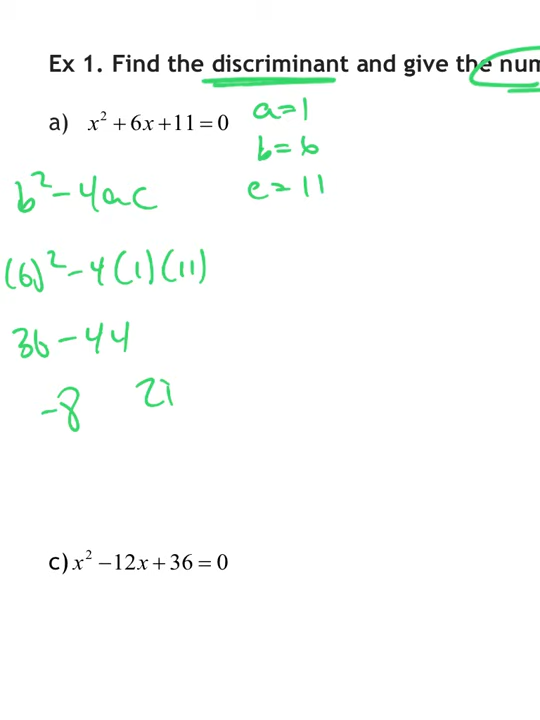 Ex 1. Find the discriminant and give the num
a) x² + 6x + 11 = 0
a = 1
b = 6
c = 11
b² - 4ac
(6)² - 4(1)(11)
36 - 44
-8 2i
c) x² - 12x + 36 = 0